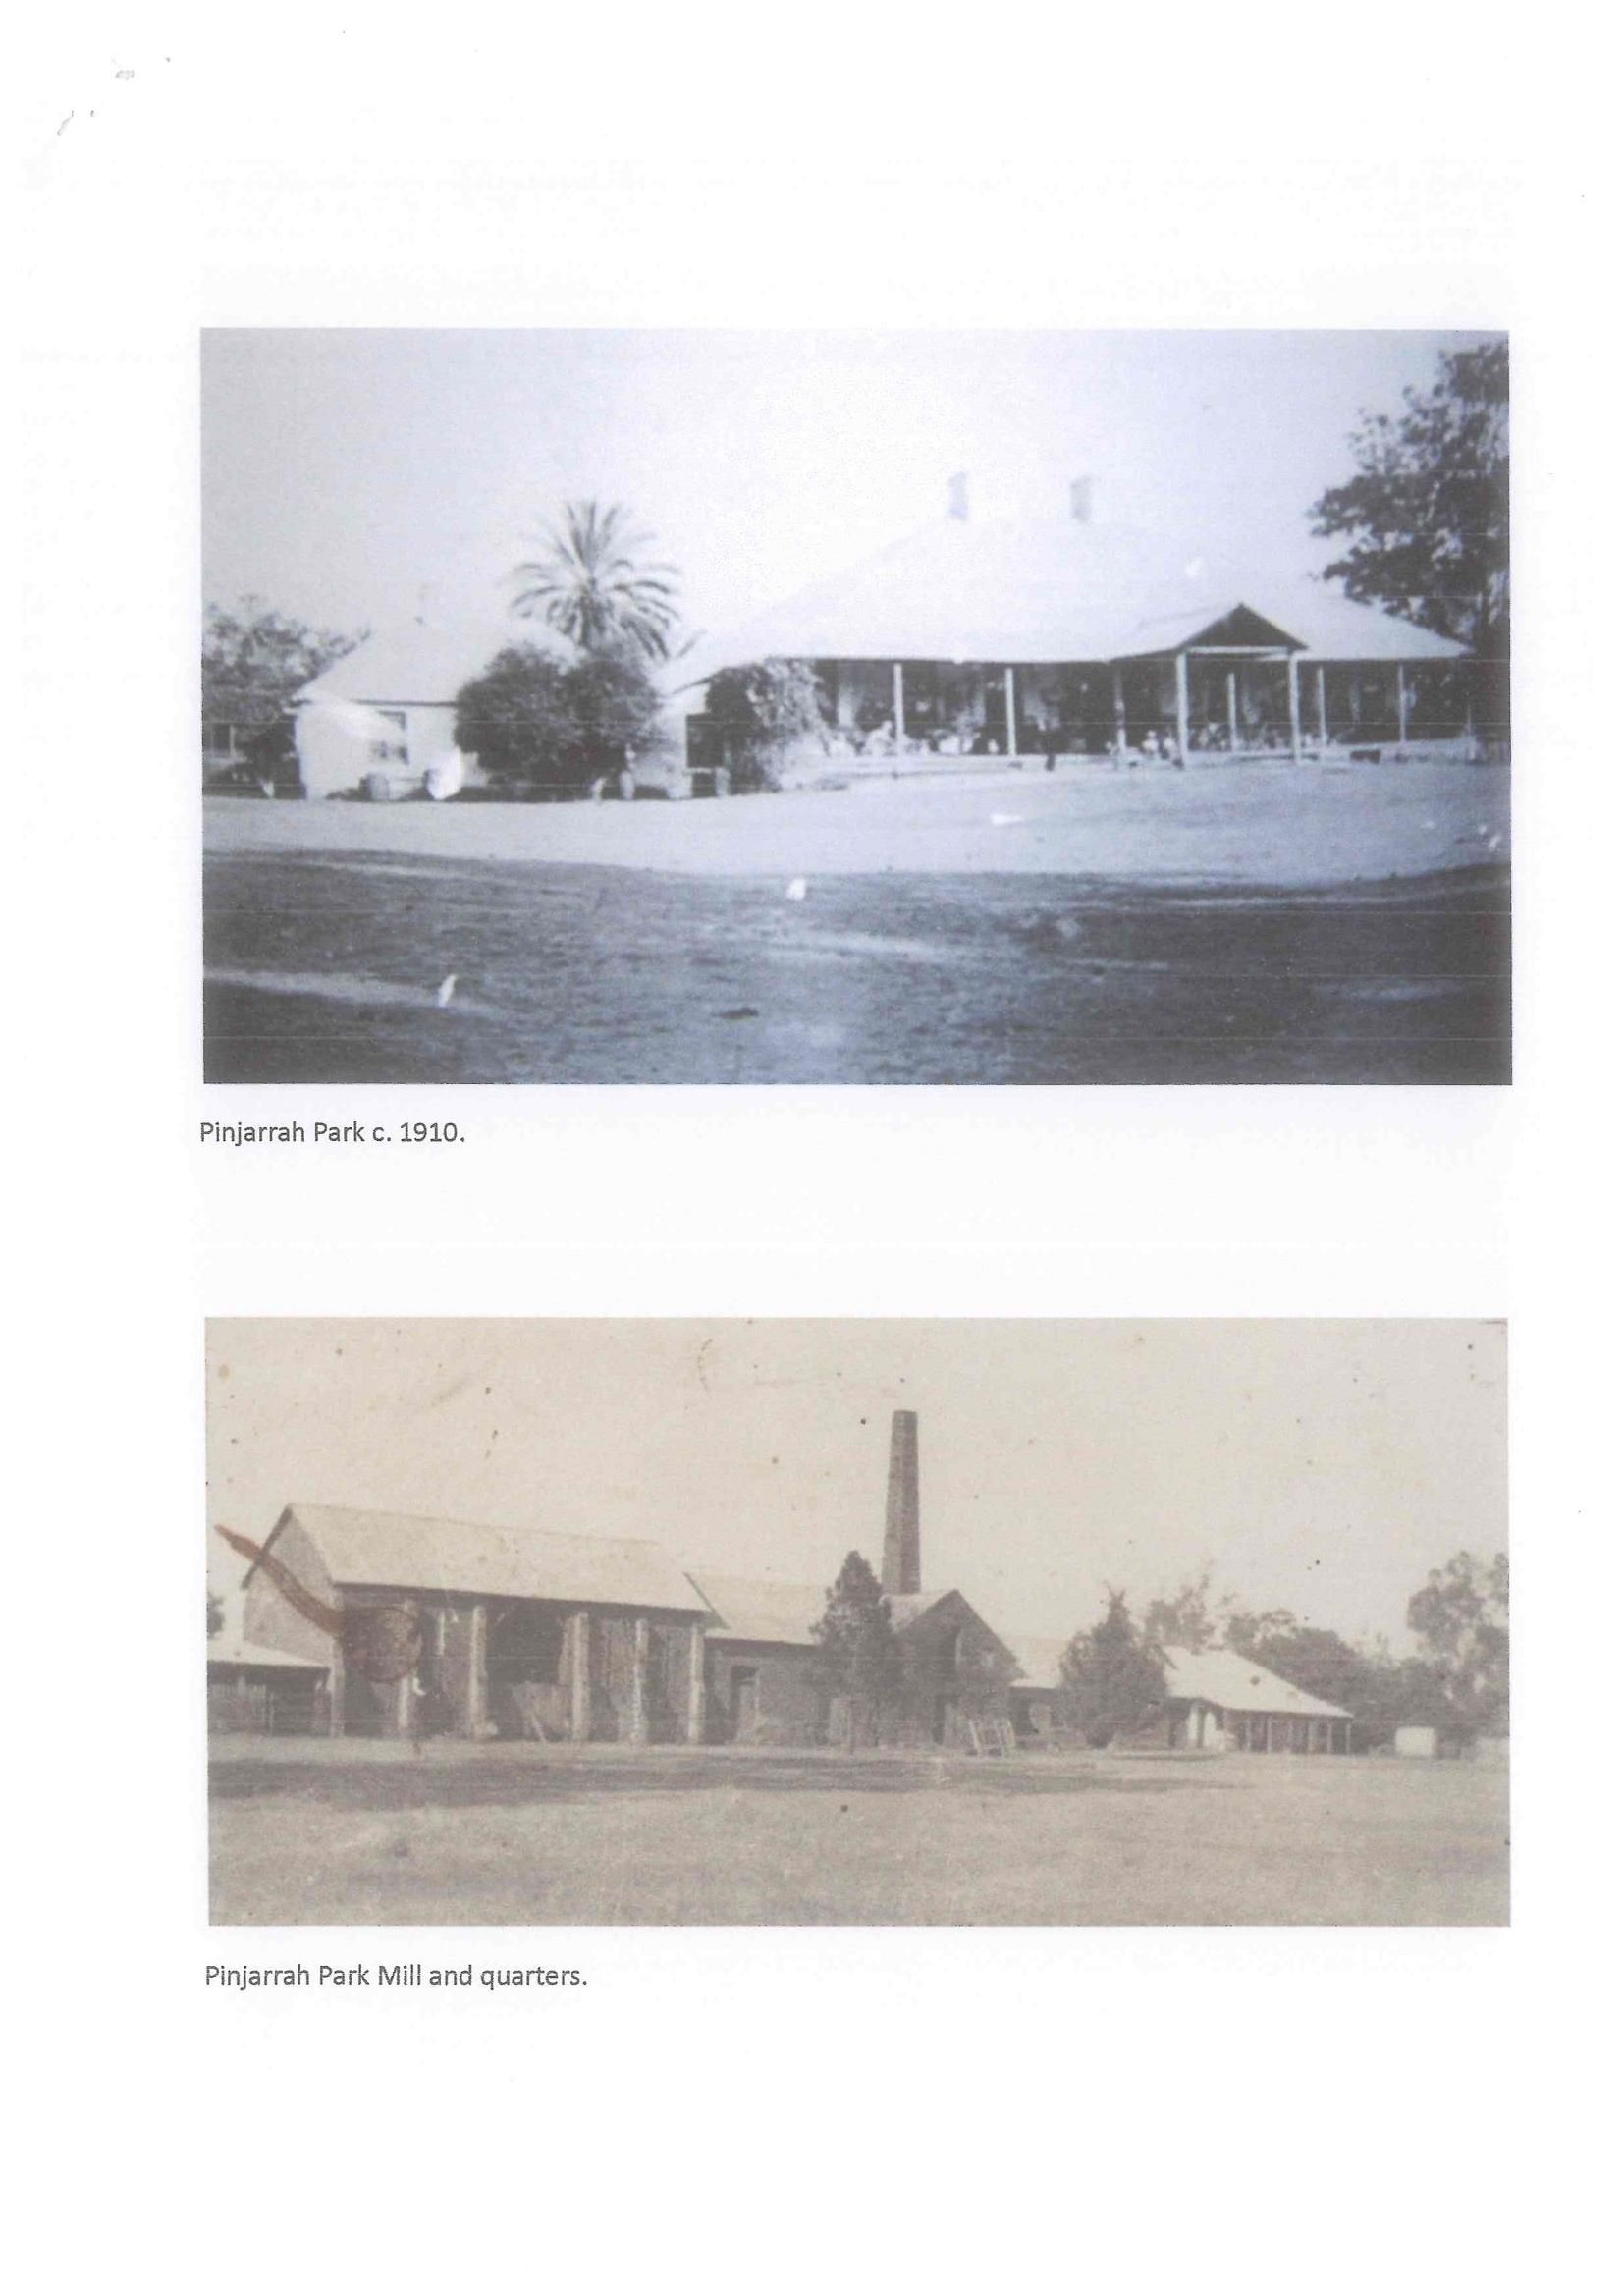 Pinjarrah Park c. 1910.
Pinjarrah Park Mill and quarters.